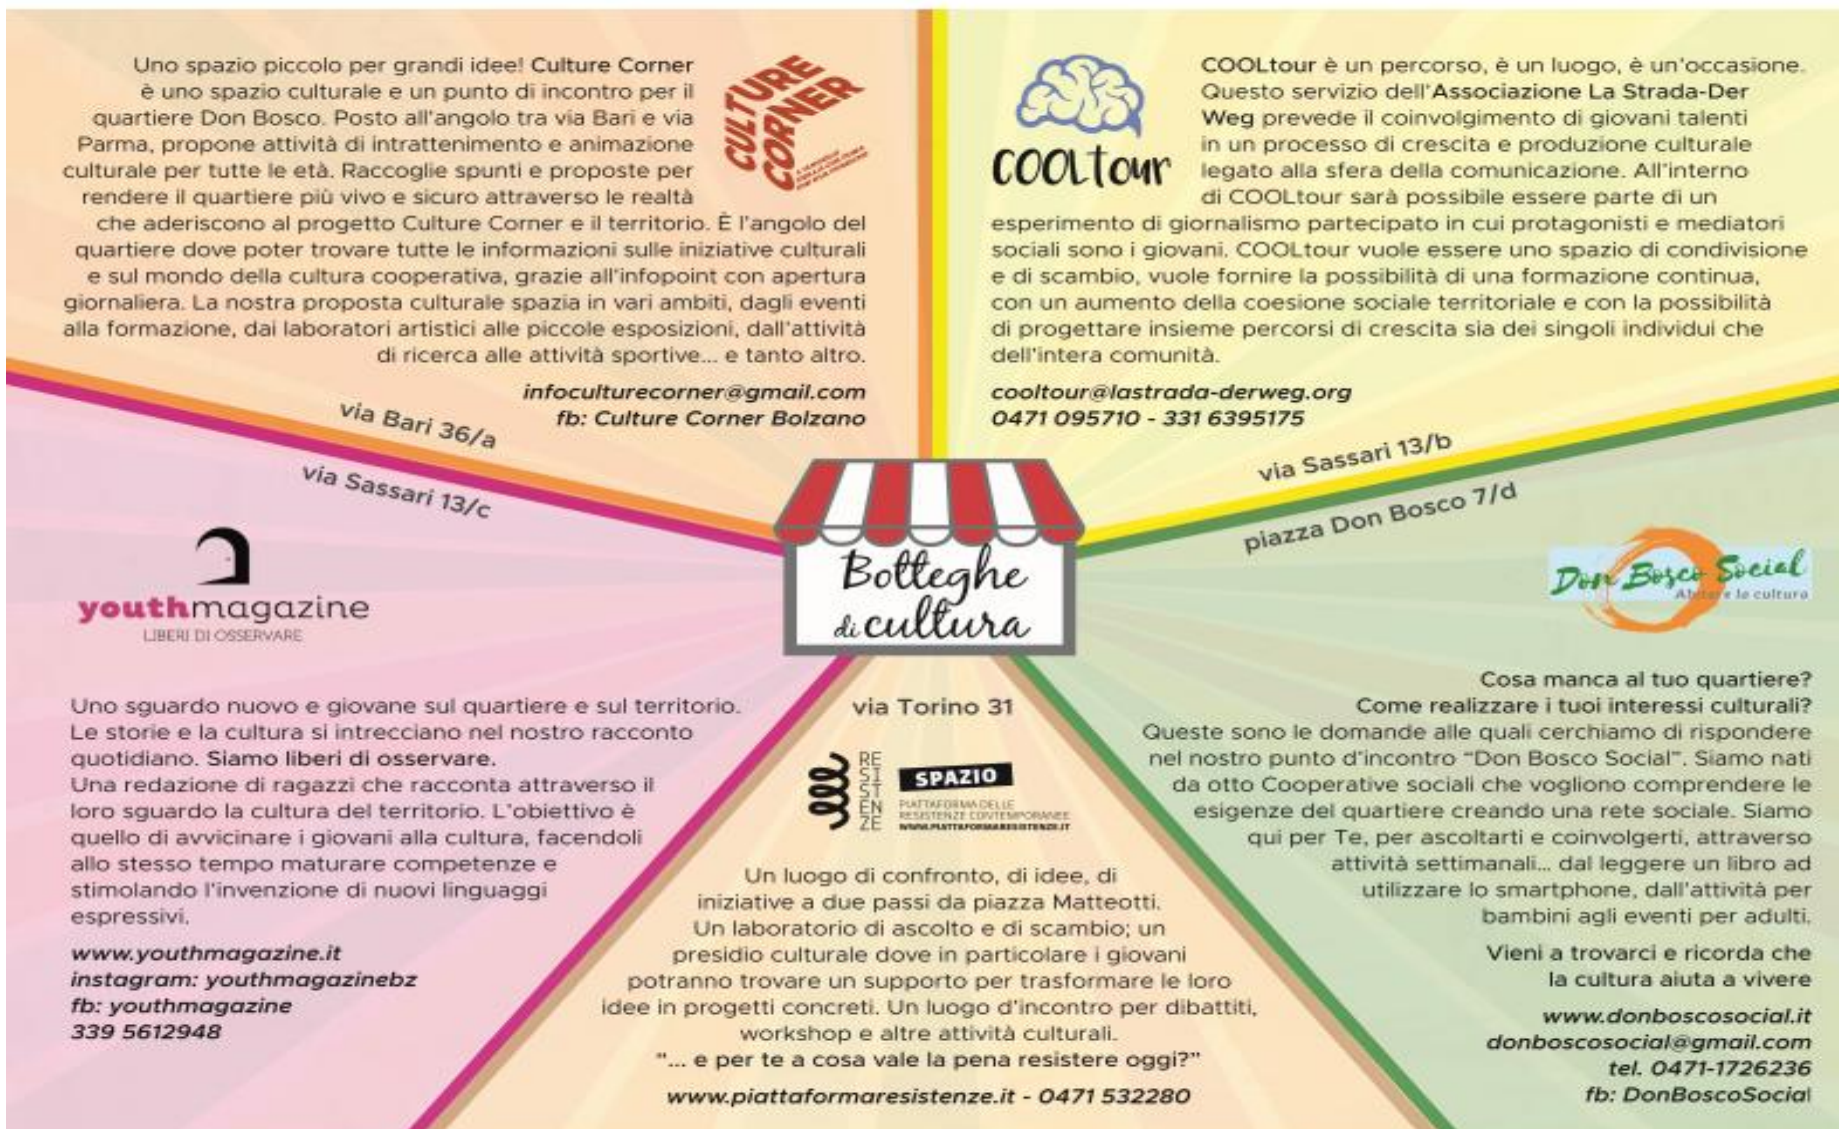 Uno spazio piccolo per grandi idee! Culture Corner
è uno spazio culturale e un punto di incontro per il
quartiere Don Bosco. Posto all'angolo tra via Bari e via
Parma, propone attività di intrattenimento e animazione
culturale per tutte le età. Raccoglie spunti e proposte per
rendere il quartiere più vivo e sicuro attraverso le realtà
che aderiscono al progetto Culture Corner e il territorio. È l'angolo del
quartiere dove poter trovare tutte le informazioni sulle iniziative culturali
e sul mondo della cultura cooperativa, grazie all'infopoint con apertura
giornaliera. La nostra proposta culturale spazia in vari ambiti, dagli eventi
alla formazione, dai laboratori artistici alle piccole esposizioni, dall'attività
di ricerca alle attività sportive... e tanto altro.
infoculturecorner@gmail.com
fb: Culture Corner Bolzano
CULTURE
CORNER
via Bari 36/a
COOLtour
COOLtour è un percorso, è un luogo, è un'occasione.
Questo servizio dell'Associazione La Strada-Der
Weg prevede il coinvolgimento di giovani talenti
in un processo di crescita e produzione culturale
legato alla sfera della comunicazione. All'interno
di COOLtour sarà possibile essere parte di un
esperimento di giornalismo partecipato in cui protagonisti e mediatori
sociali sono i giovani. COOLtour vuole essere uno spazio di condivisione
e di scambio, vuole fornire la possibilità di una formazione continua,
con un aumento della coesione sociale territoriale e con la possibilità
di progettare insieme percorsi di crescita sia dei singoli individui che
dell'intera comunità.
cooltour@lastrada-derweg.org
0471 095710 - 331 6395175
via Sassari 13/b
Botteghe
di cultura
via Sassari 13/c
youthmagazine
LIBERI DI OSSERVARE
Uno sguardo nuovo e giovane sul quartiere e sul territorio.
Le storie e la cultura si intrecciano nel nostro racconto
quotidiano. Siamo liberi di osservare.
Una redazione di ragazzi che racconta attraverso il
loro sguardo la cultura del territorio. L'obiettivo è
quello di avvicinare i giovani alla cultura, facendoli
allo stesso tempo maturare competenze e
stimolando l'invenzione di nuovi linguaggi
espressivi.
www.youthmagazine.it
instagram: youthmagazinebz
fb: youthmagazine
339 5612948
via Torino 31
RE
SI
ST
EN
ZE
SPAZIO
PIATTAFORMA DELLE
RESISTENZE CONTEMPORANEE
WWW.PIATTAFORMARESISTENZE.IT
Un luogo di confronto, di idee, di
iniziative a due passi da piazza Matteotti.
Un laboratorio di ascolto e di scambio; un
presidio culturale dove in particolare i giovani
potranno trovare un supporto per trasformare le loro
idee in progetti concreti. Un luogo d'incontro per dibattiti,
workshop e altre attività culturali.
"... e per te a cosa vale la pena resistere oggi?"
www.piattaformaresistenze.it - 0471 532280
piazza Don Bosco 7/d
Don Bosco Social
Abitare la cultura
Cosa manca al tuo quartiere?
Come realizzare i tuoi interessi culturali?
Queste sono le domande alle quali cerchiamo di rispondere
nel nostro punto d'incontro "Don Bosco Social". Siamo nati
da otto Cooperative sociali che vogliono comprendere le
esigenze del quartiere creando una rete sociale. Siamo
qui per Te, per ascoltarti e coinvolgerti, attraverso
attività settimanali... dal leggere un libro ad
utilizzare lo smartphone, dall'attività per
bambini agli eventi per adulti.
Vieni a trovarci e ricorda che
la cultura aiuta a vivere
www.donboscosocial.it
donboscosocial@gmail.com
tel. 0471-1726236
fb: DonBoscoSocial